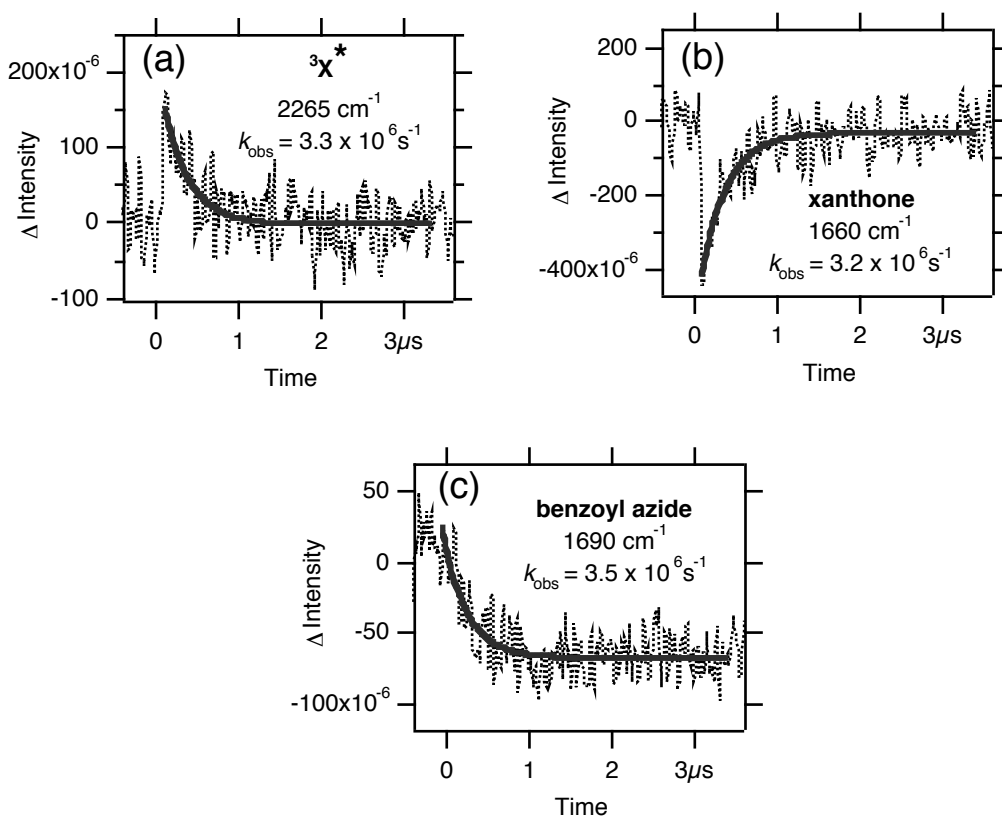 (a)
³X*
2265 cm⁻¹
k_obs = 3.3 x 10⁶s⁻¹
Δ Intensity
200x10⁻⁶
100
0
-100
0 1 2 3µs
Time
(b)
xanthone
1660 cm⁻¹
k_obs = 3.2 x 10⁶s⁻¹
Δ Intensity
200
0
-200
-400x10⁻⁶
0 1 2 3µs
Time
(c)
benzoyl azide
1690 cm⁻¹
k_obs = 3.5 x 10⁶s⁻¹
Δ Intensity
50
0
-50
-100x10⁻⁶
0 1 2 3µs
Time